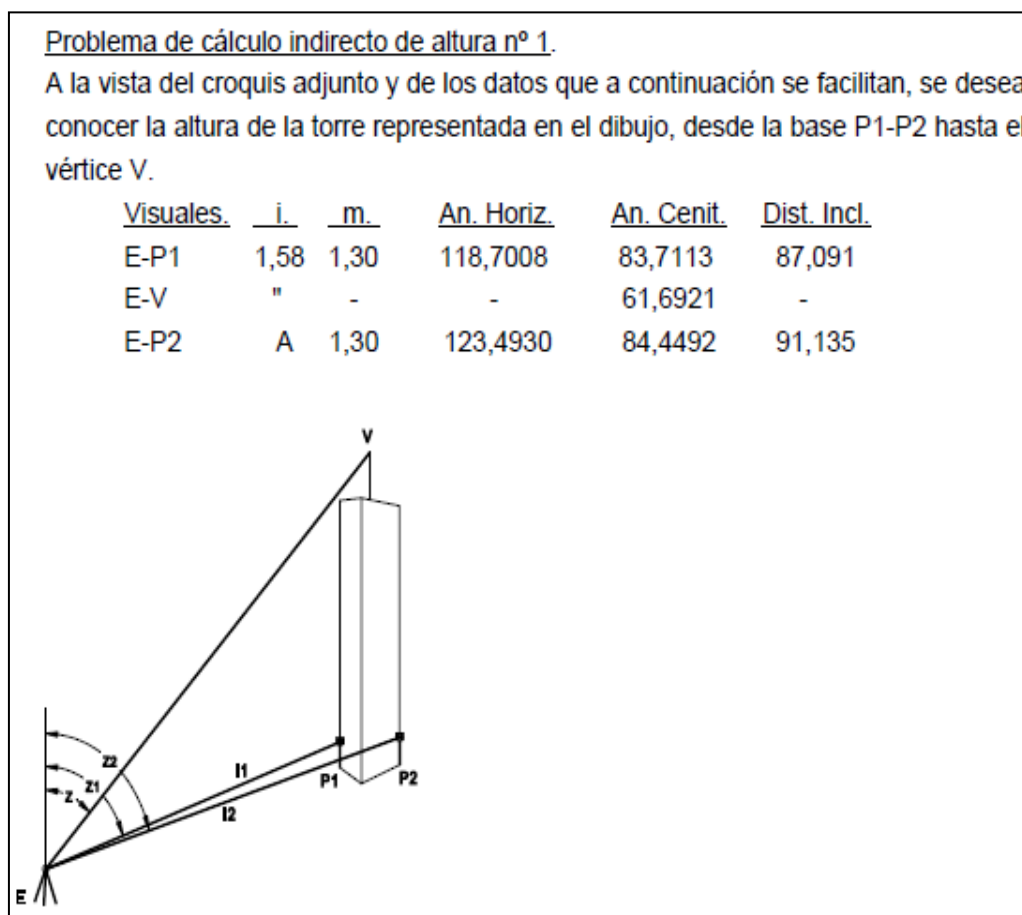 Problema de cálculo indirecto de altura nº 1.
A la vista del croquis adjunto y de los datos que a continuación se facilitan, se desea
conocer la altura de la torre representada en el dibujo, desde la base P1-P2 hasta el
vértice V.
Visuales. i. m. An. Horiz. An. Cenit. Dist. Incl.
E-P1 1,58 1,30 118,7008 83,7113 87,091
E-V " - - 61,6921 -
E-P2 A 1,30 123,4930 84,4492 91,135
V
Z2
Z1
Z
I1
I2
P1
P2
E